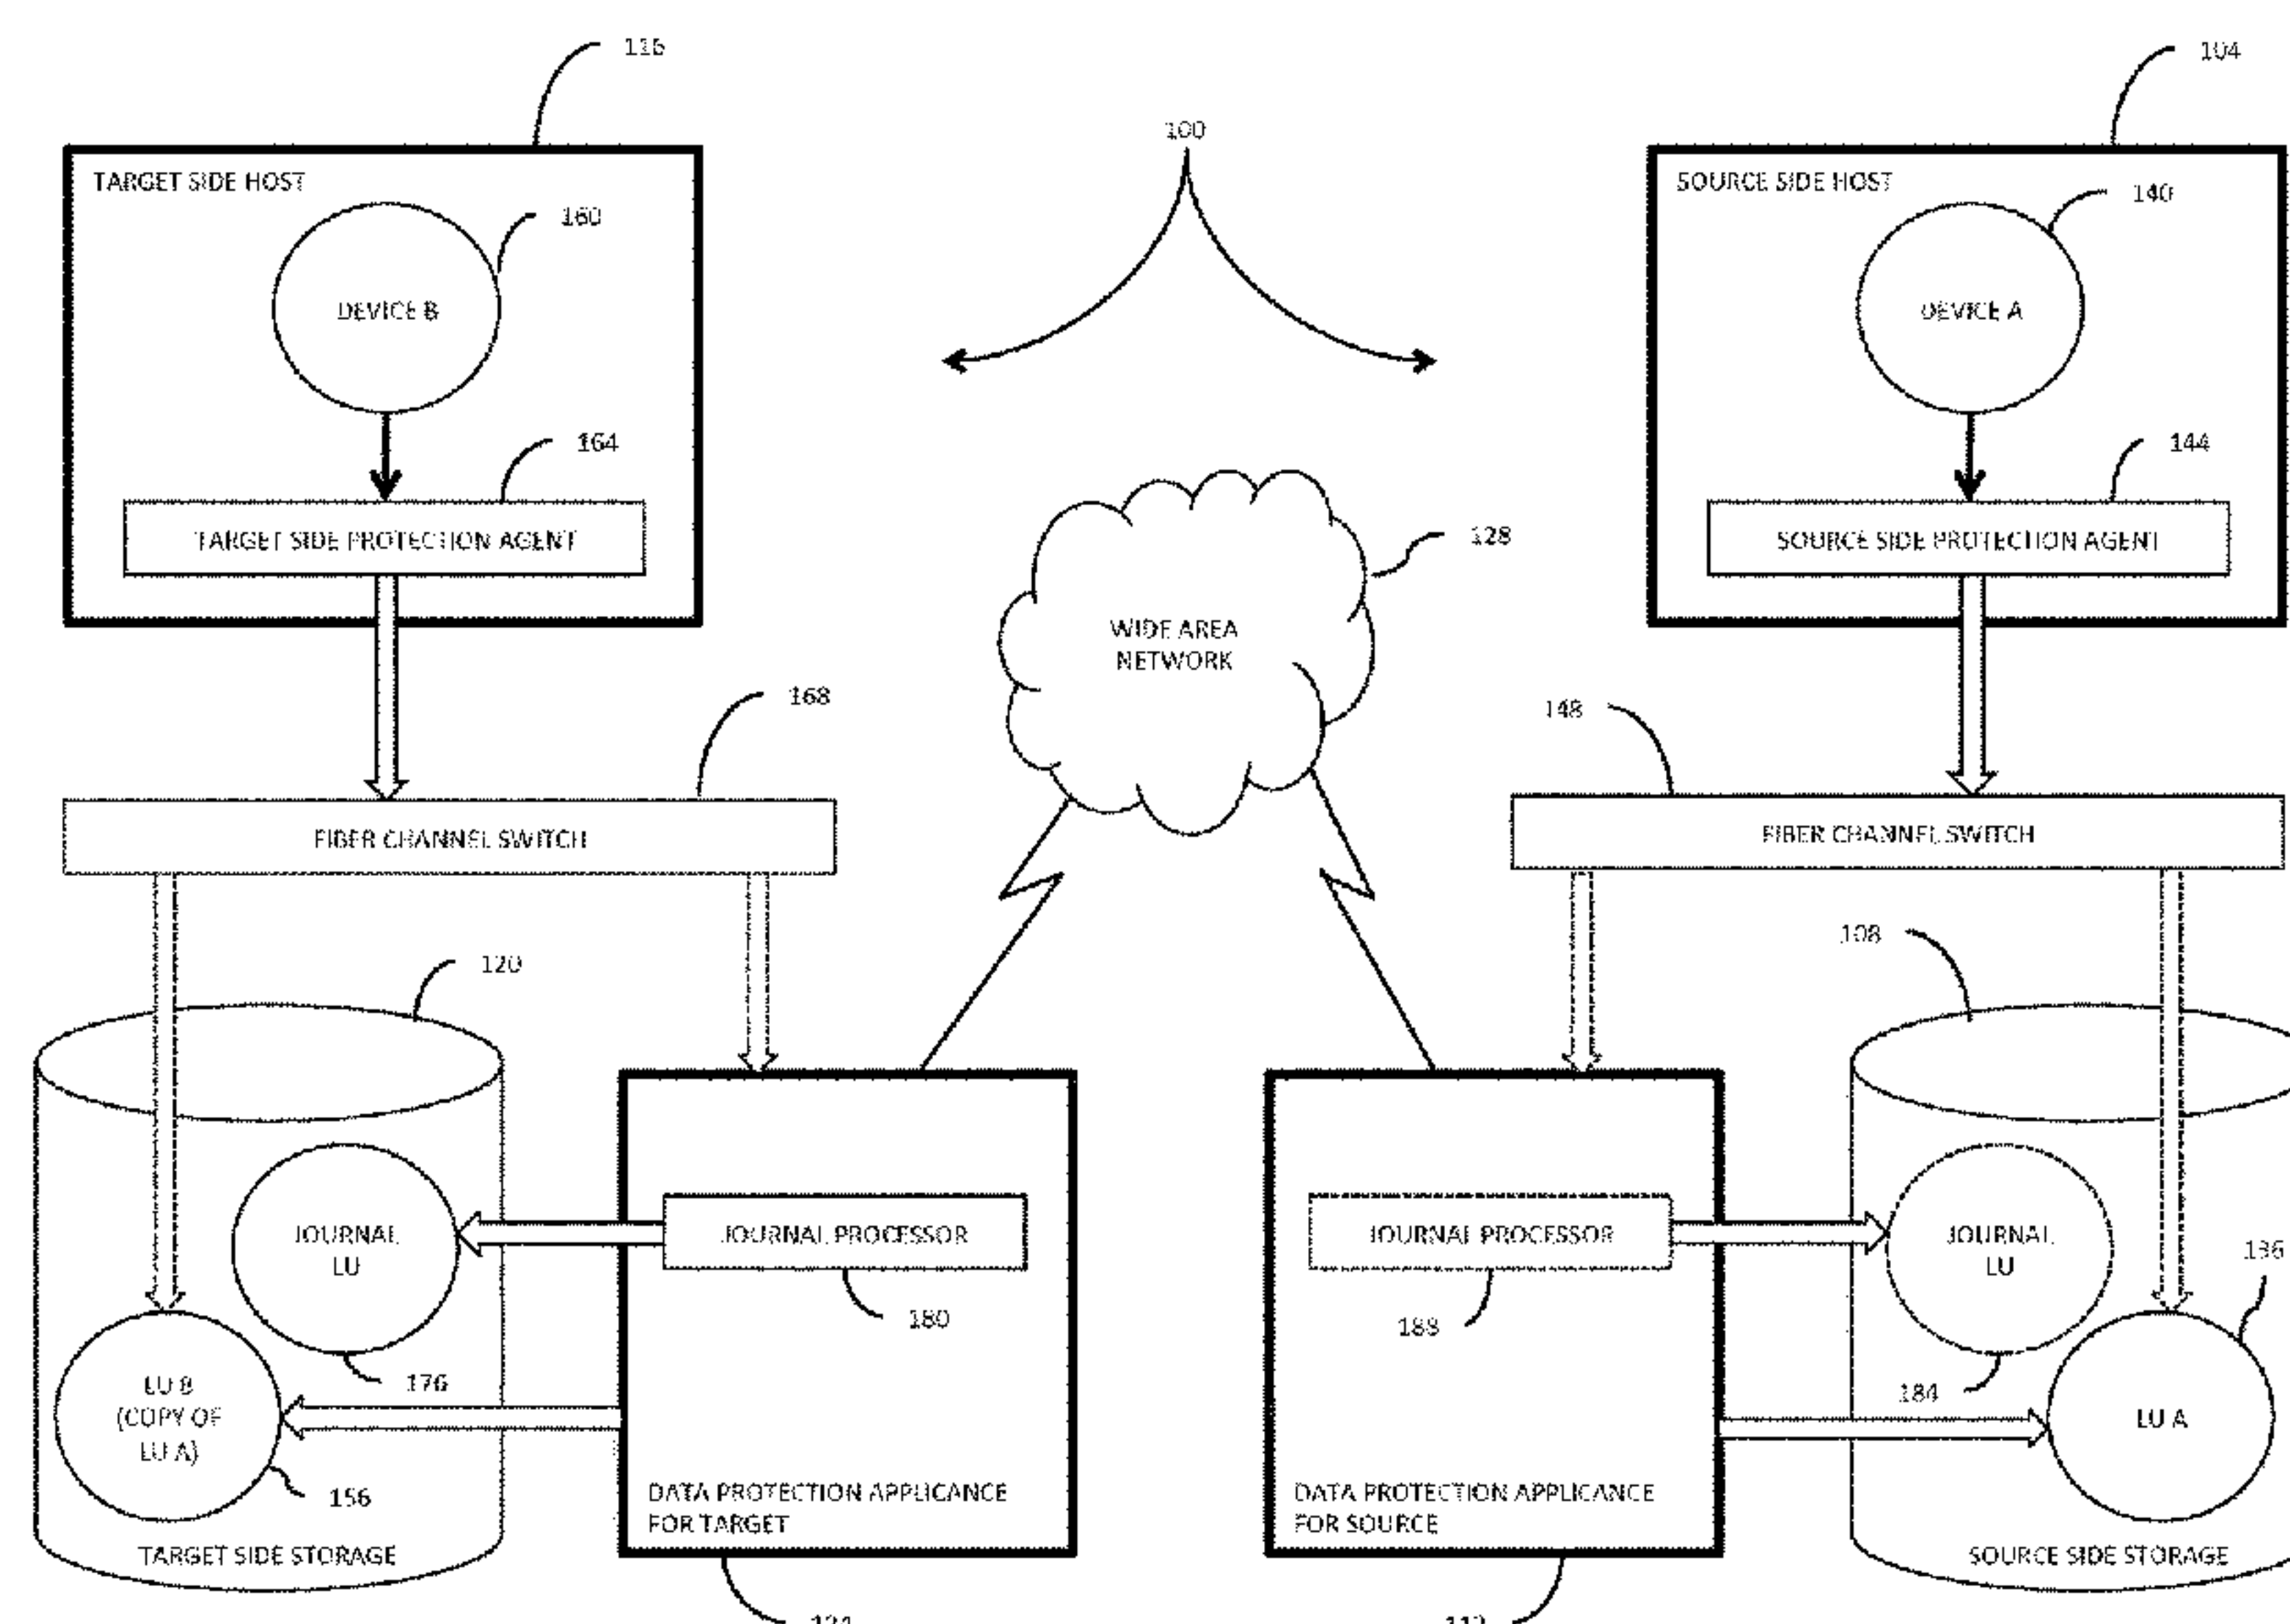 116
104
100
TARGET SIDE HOST
SOURCE SIDE HOST
160
140
DEVICE B
DEVICE A
164
144
TARGET SIDE PROTECTION AGENT
SOURCE SIDE PROTECTION AGENT
128
WIDE AREA
NETWORK
168
148
FIBER CHANNEL SWITCH
FIBER CHANNEL SWITCH
120
108
JOURNAL
LU
JOURNAL PROCESSOR
JOURNAL PROCESSOR
JOURNAL
LU
136
180
188
176
184
LU B
(COPY OF
LU A)
LU A
156
DATA PROTECTION APPLICANCE
FOR TARGET
DATA PROTECTION APPLICANCE
FOR SOURCE
TARGET SIDE STORAGE
SOURCE SIDE STORAGE